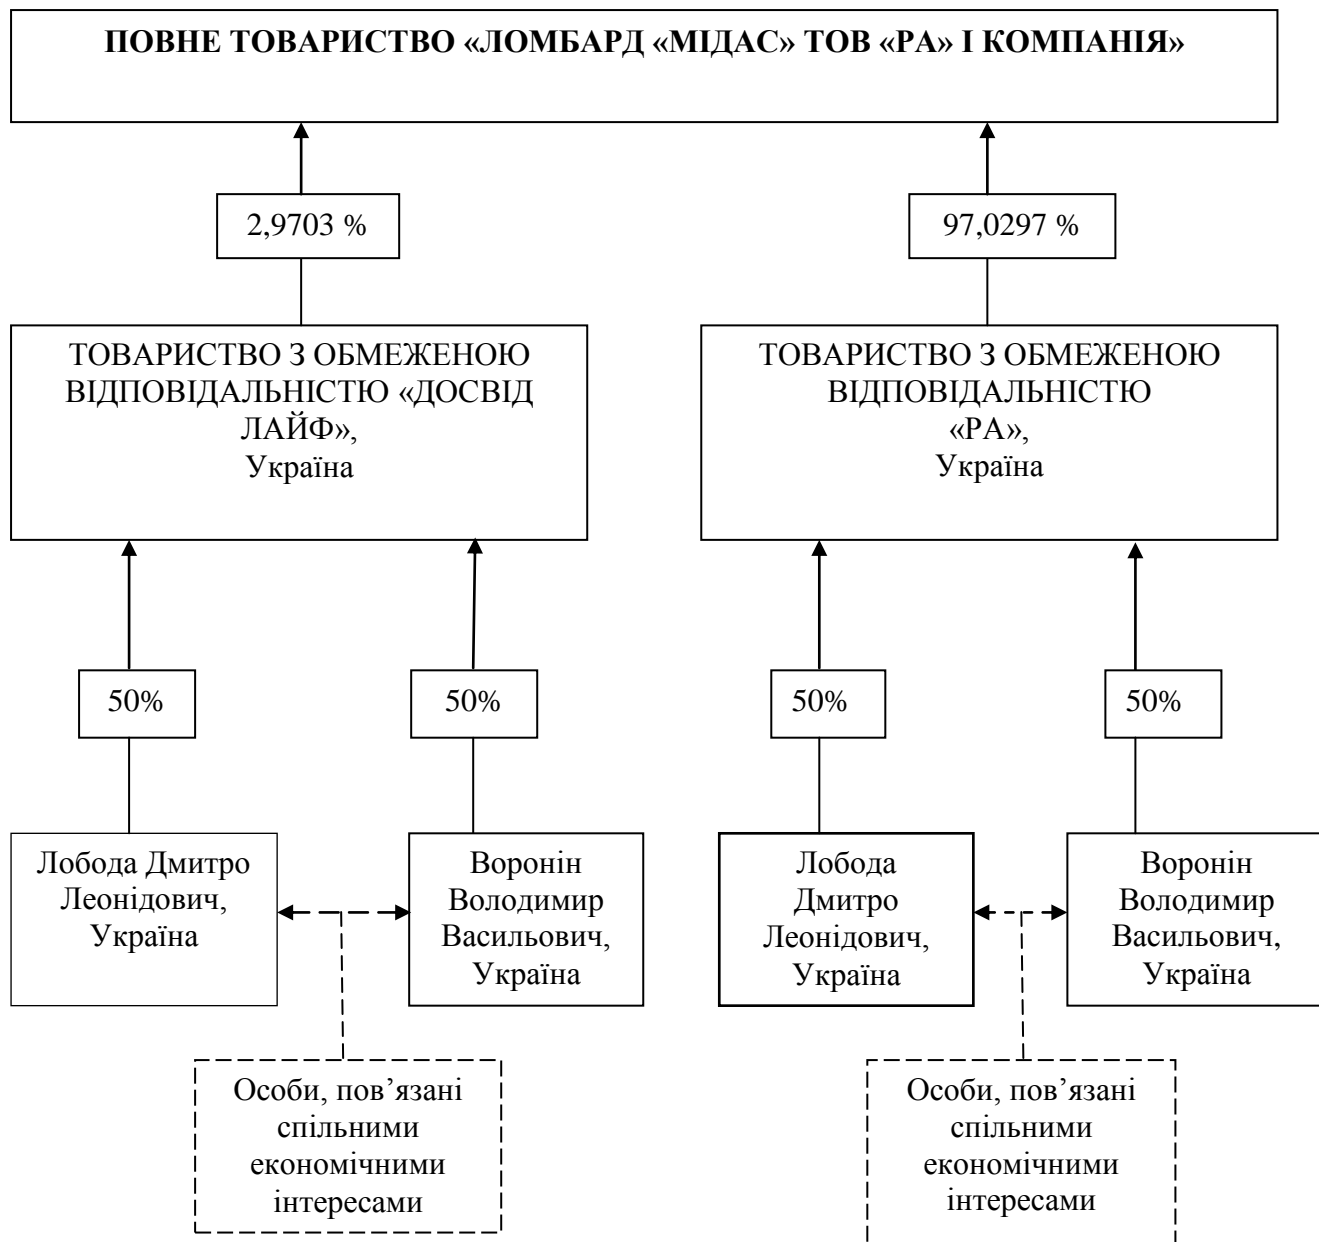 ПОВНЕ ТОВАРИСТВО «ЛОМБАРД «МІДАС» ТОВ «РА» І КОМПАНІЯ»
2,9703 %
97,0297 %
ТОВАРИСТВО З ОБМЕЖЕНОЮ
ВІДПОВІДАЛЬНІСТЮ «ДОСВІД
ЛАЙФ»,
Україна
ТОВАРИСТВО З ОБМЕЖЕНОЮ
ВІДПОВІДАЛЬНІСТЮ
«РА»,
Україна
50%
50%
50%
50%
Лобода Дмитро
Леонідович,
Україна
Воронін
Володимир
Васильович,
Україна
Лобода
Дмитро
Леонідович,
Україна
Воронін
Володимир
Васильович,
Україна
Особи, пов’язані
спільними
економічними
інтересами
Особи, пов’язані
спільними
економічними
інтересами